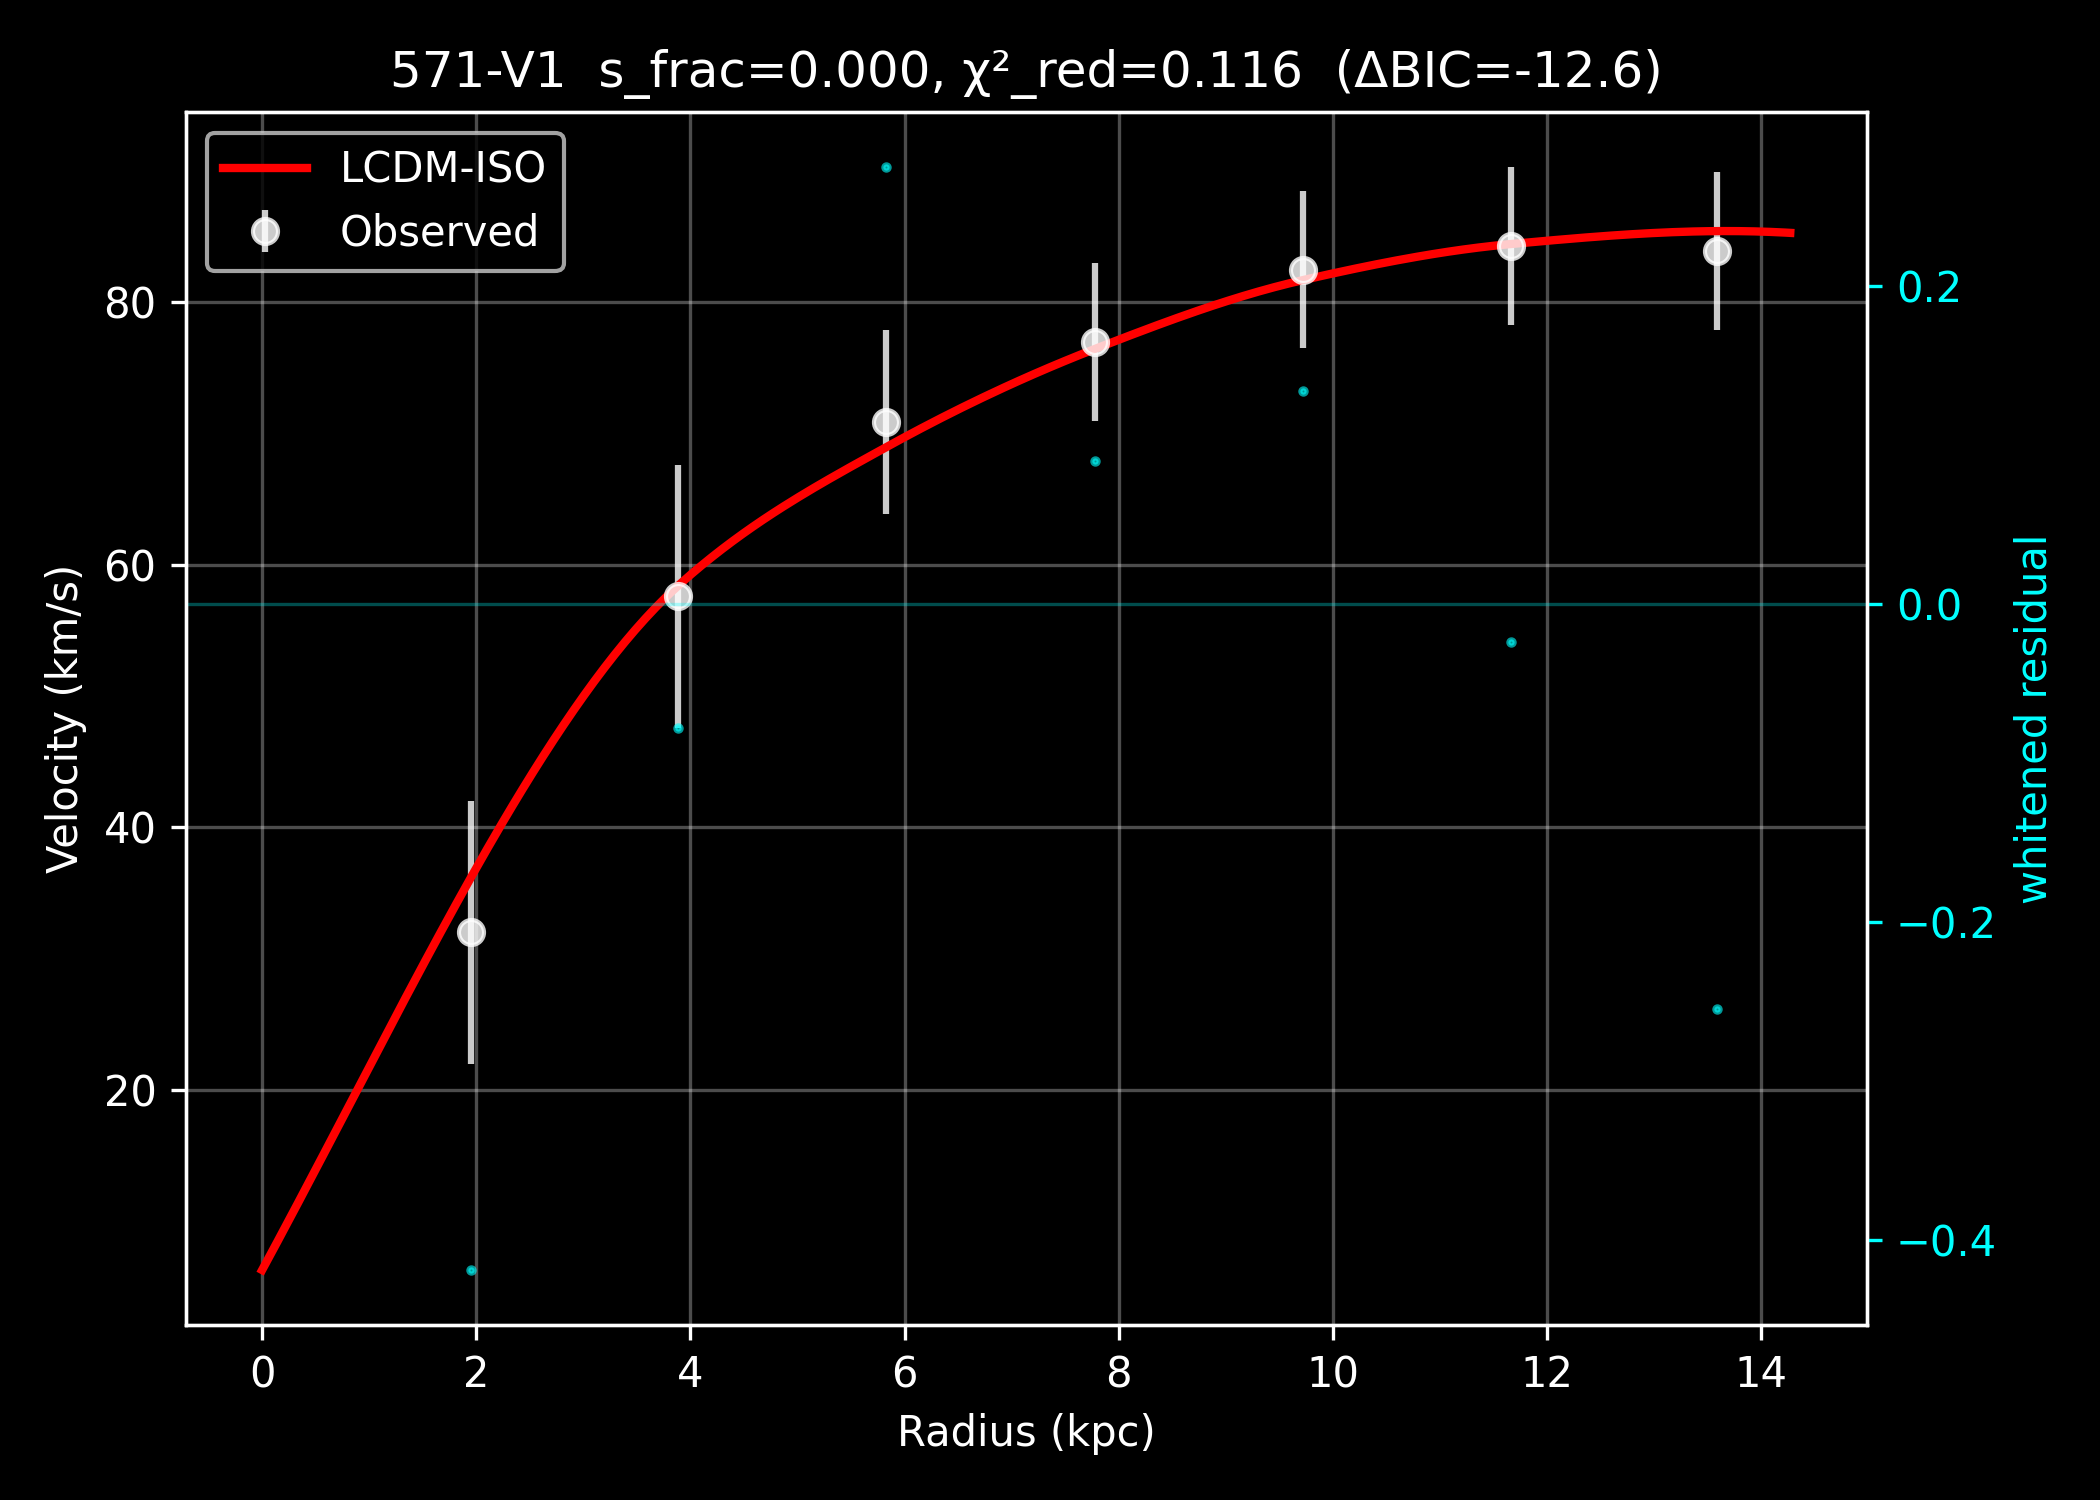 571-V1  s_frac=0.000, χ²_red=0.116  (ΔBIC=-12.6)
LCDM-ISO
Observed
Velocity (km/s)
80
60
40
20
0.2
0.0
−0.2
−0.4
whitened residual
0 2 4 6 8 10 12 14
Radius (kpc)